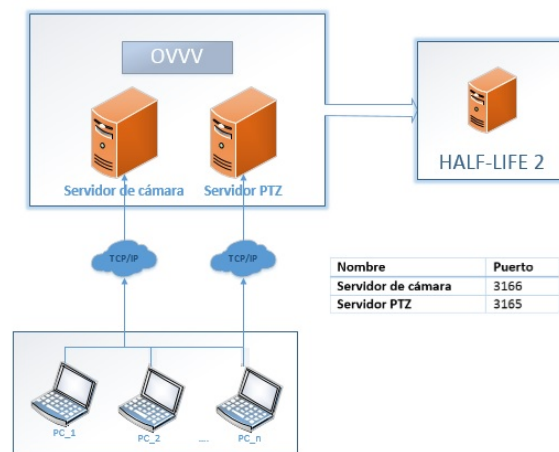 OVVV
Servidor de cámara
Servidor PTZ
HALF-LIFE 2
TCP/IP
TCP/IP
Nombre Puerto
Servidor de cámara 3166
Servidor PTZ 3165
PC_1
PC_2
....
PC_n